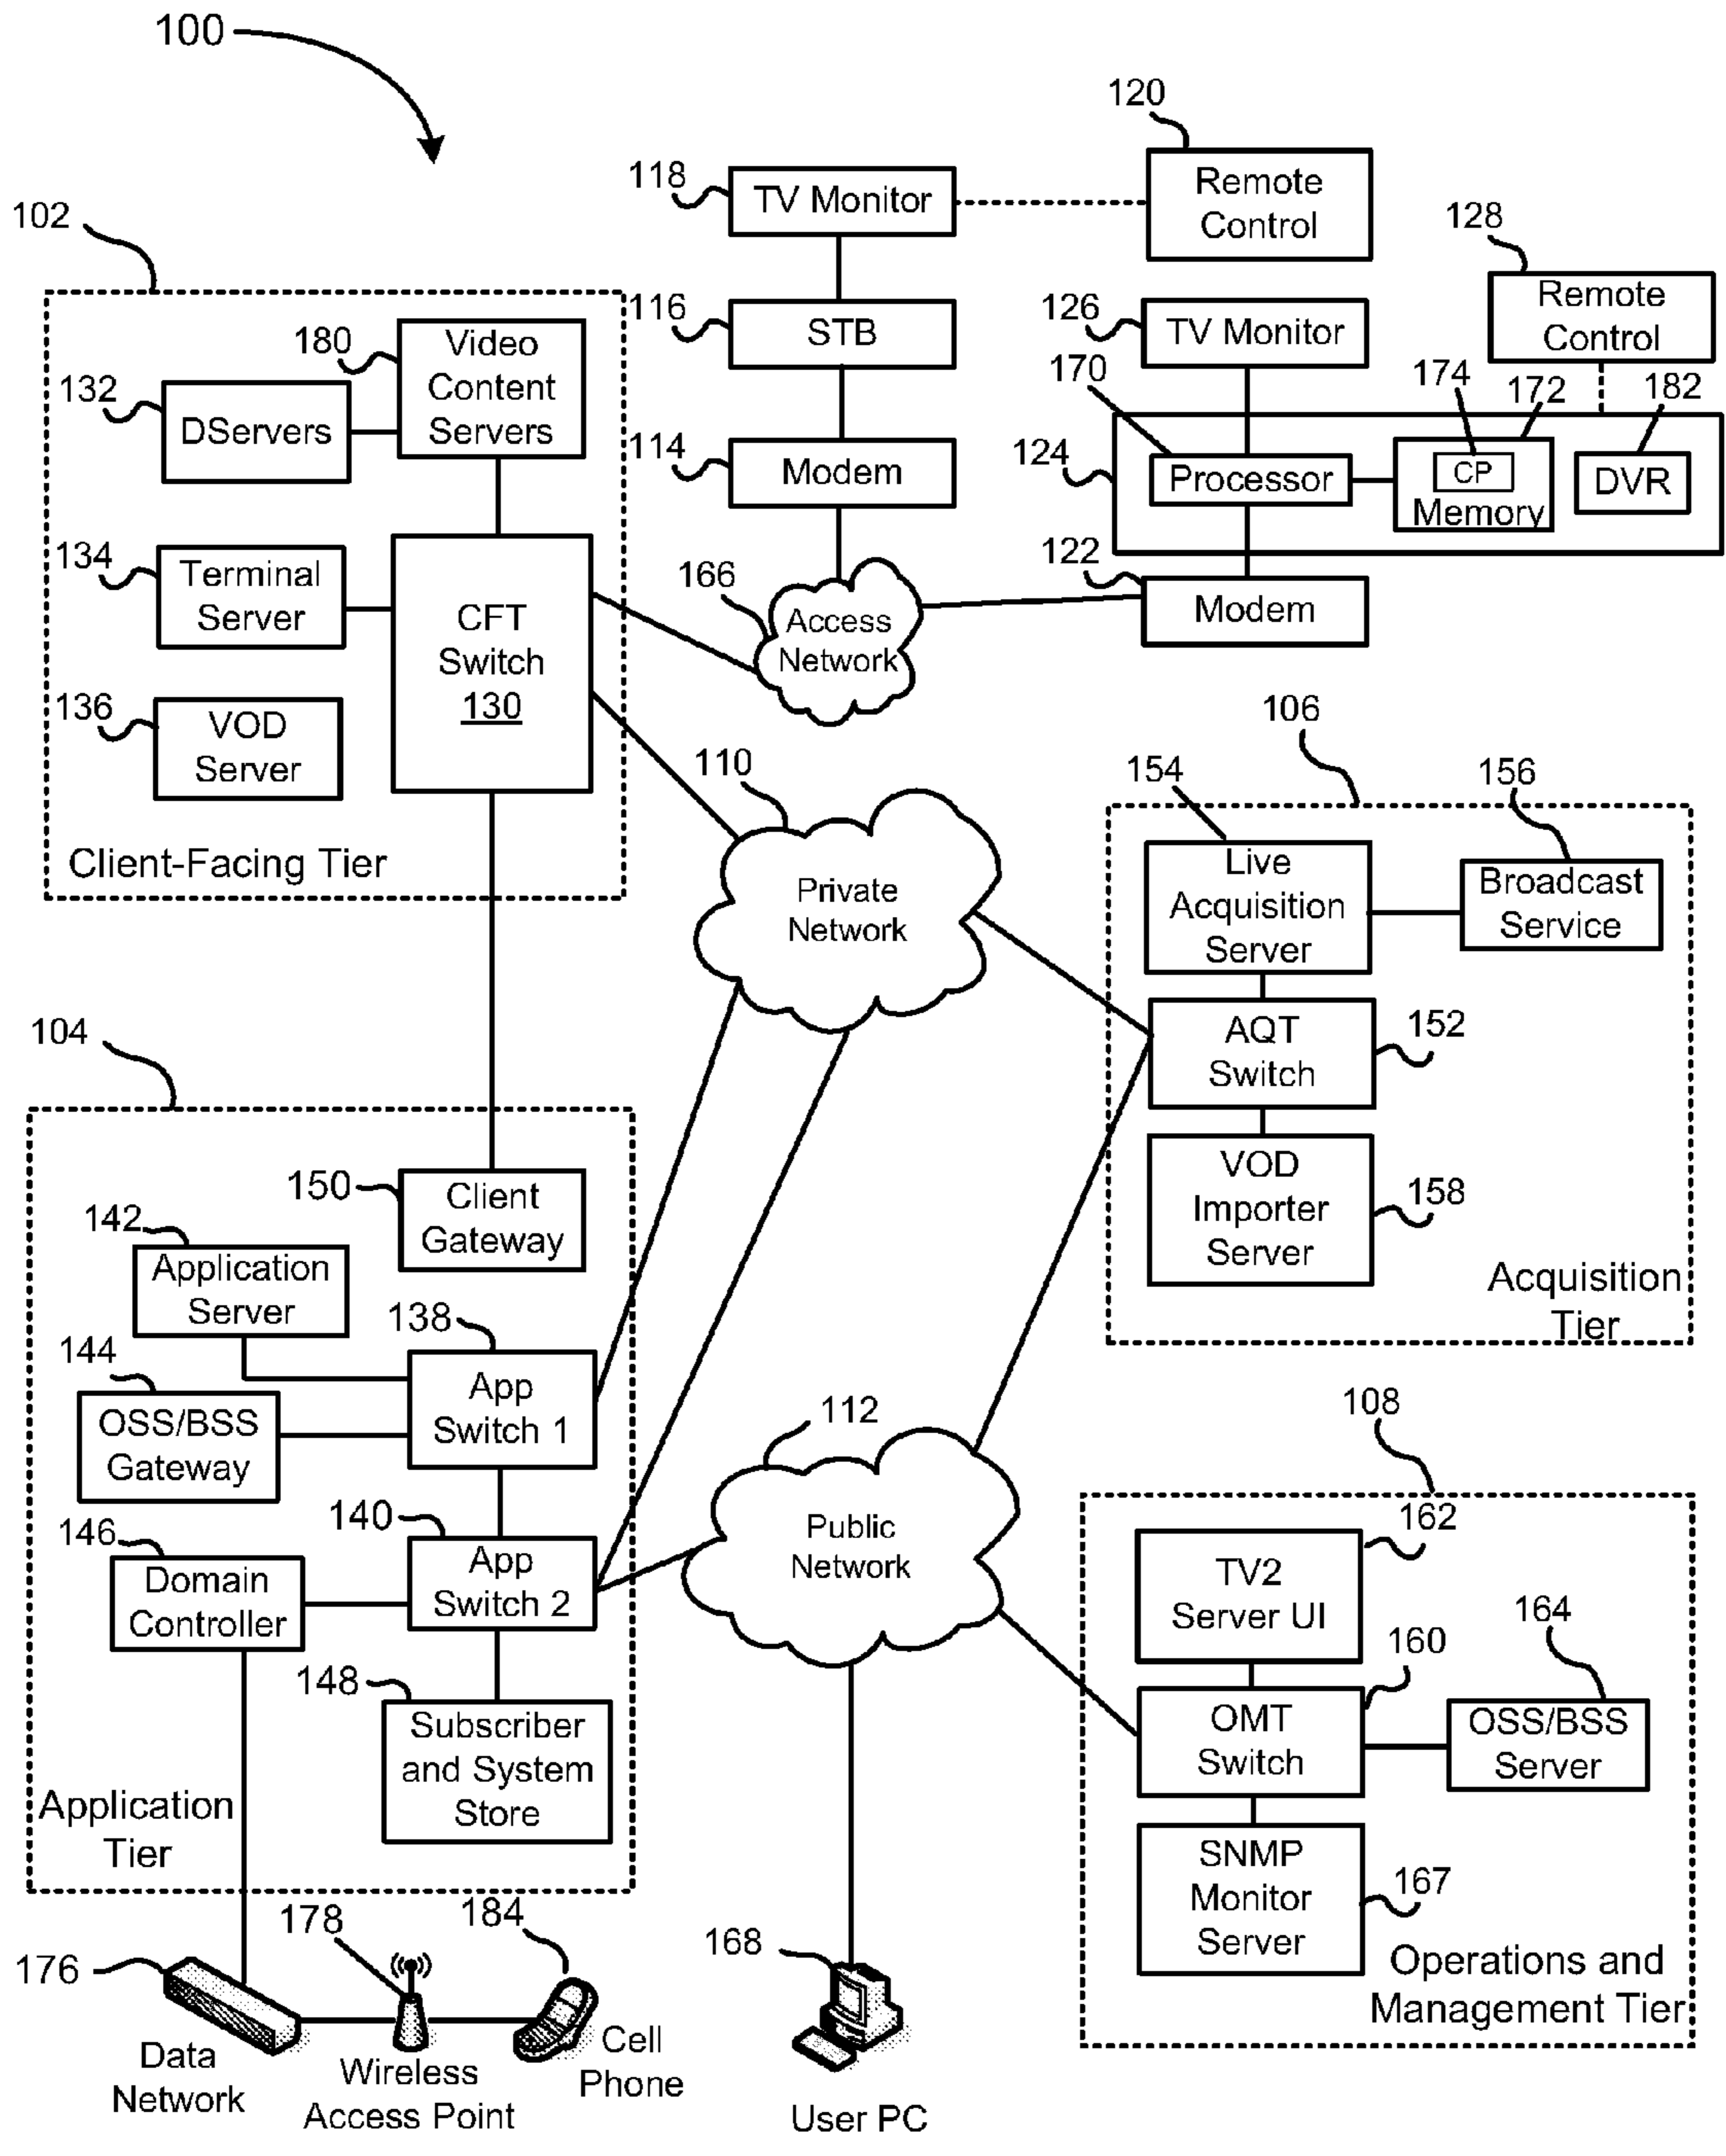 100
120
118
TV Monitor
Remote
Control
102
128
Remote
Control
116
STB
126
TV Monitor
180
Video
Content
Servers
132
DServers
170
174
172
182
114
Modem
124
Processor
CP
Memory
DVR
134
Terminal
Server
CFT
Switch
130
166
Access
Network
122
Modem
136
VOD
Server
Client-Facing Tier
110
Private
Network
106
154
156
Live
Acquisition
Server
Broadcast
Service
AQT
Switch
152
VOD
Importer
Server
158
Acquisition
Tier
104
150
Client
Gateway
142
Application
Server
138
App
Switch 1
144
OSS/BSS
Gateway
140
App
Switch 2
146
Domain
Controller
148
Subscriber
and System
Store
Application
Tier
112
Public
Network
108
162
TV2
Server UI
160
164
OMT
Switch
OSS/BSS
Server
SNMP
Monitor
Server
167
Operations and
Management Tier
176
Data
Network
178
Wireless
Access Point
184
Cell
Phone
168
User PC